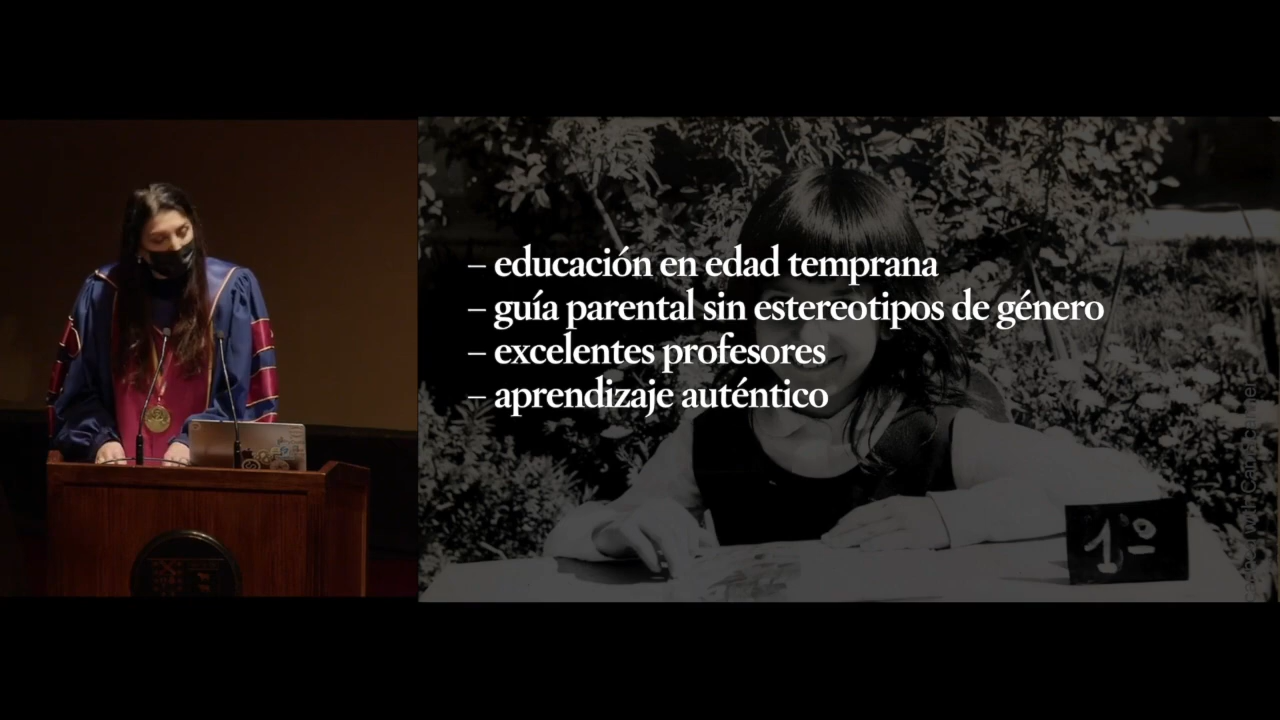 – educación en edad temprana
– guía parental sin estereotipos de género
– excelentes profesores
– aprendizaje auténtico
1º